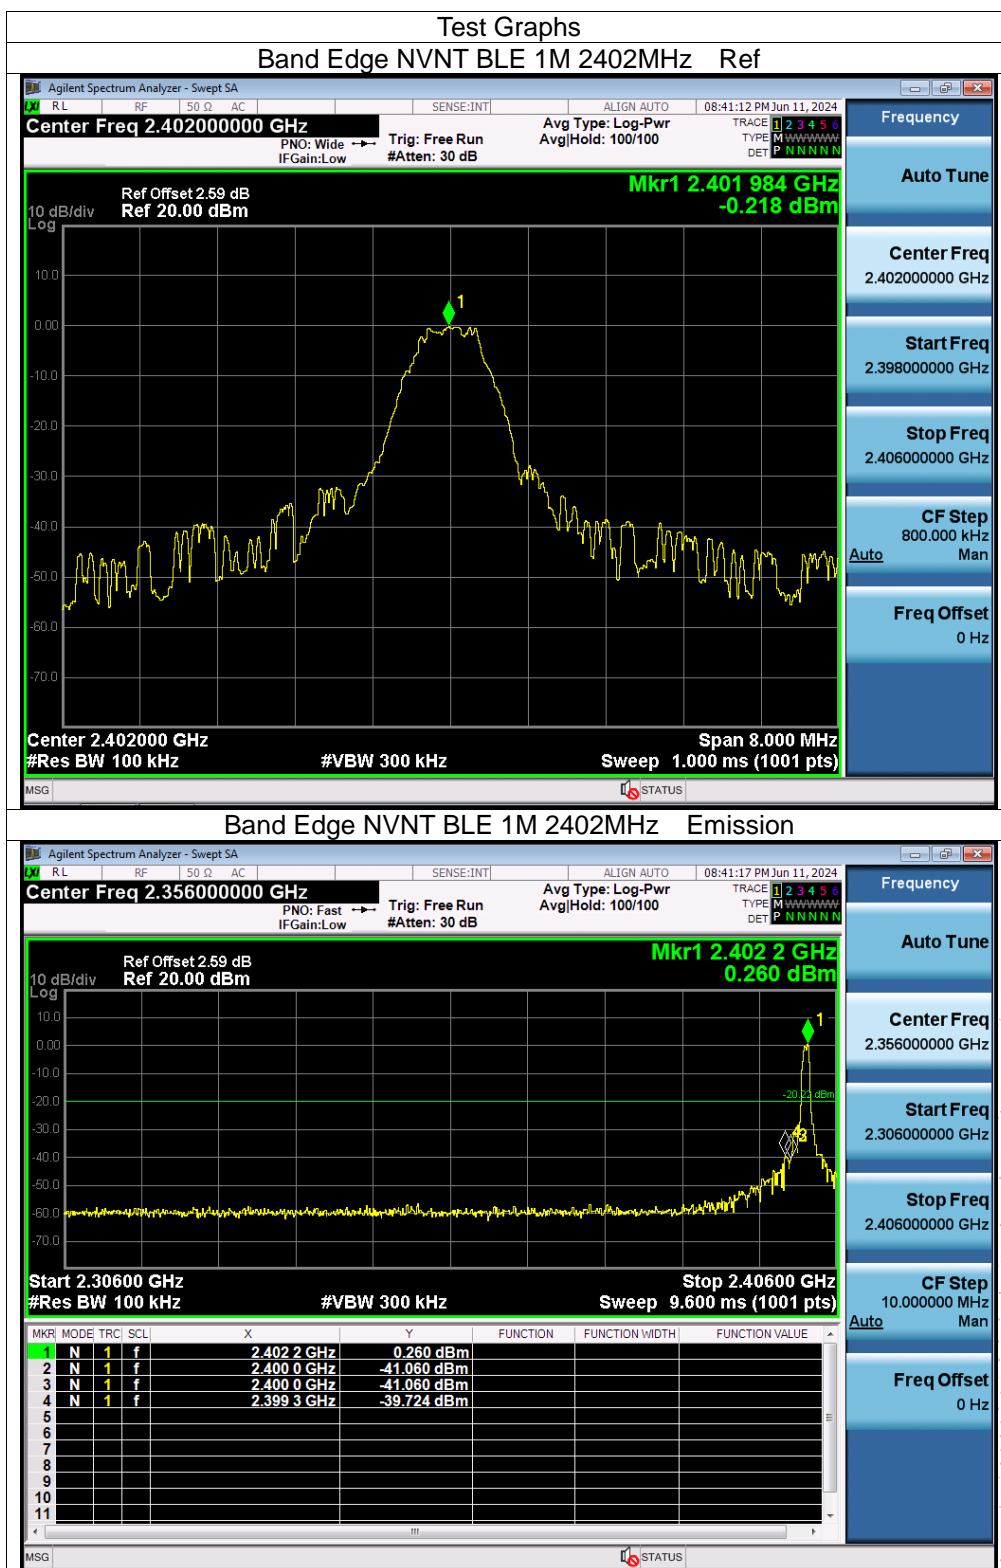 Test Graphs
Band Edge NVNT BLE 1M 2402MHz Ref
Agilent Spectrum Analyzer - Swept SA
LXI RL RF 50 Ω AC SENSE:INT ALIGN AUTO 08:41:12 PM Jun 11, 2024
Center Freq 2.402000000 GHz
PNO: Wide
IFGain:Low
Trig: Free Run
#Atten: 30 dB
Avg Type: Log-Pwr
Avg|Hold: 100/100
TRACE 1 2 3 4 5 6
TYPE M WWWWW
DET P N N N N N
Frequency
Auto Tune
Center Freq
2.402000000 GHz
Start Freq
2.398000000 GHz
Stop Freq
2.406000000 GHz
CF Step
800.000 kHz
Auto Man
Freq Offset
0 Hz
Mkr1 2.401 984 GHz
-0.218 dBm
Ref Offset 2.59 dB
10 dB/div Ref 20.00 dBm
Log
1
10.0
0.00
-10.0
-20.0
-30.0
-40.0
-50.0
-60.0
-70.0
Center 2.402000 GHz Span 8.000 MHz
#Res BW 100 kHz #VBW 300 kHz Sweep 1.000 ms (1001 pts)
MSG STATUS
Band Edge NVNT BLE 1M 2402MHz Emission
Agilent Spectrum Analyzer - Swept SA
LXI RL RF 50 Ω AC SENSE:INT ALIGN AUTO 08:41:17 PM Jun 11, 2024
Center Freq 2.356000000 GHz
PNO: Fast
IFGain:Low
Trig: Free Run
#Atten: 30 dB
Avg Type: Log-Pwr
Avg|Hold: 100/100
TRACE 1 2 3 4 5 6
TYPE M WWWWW
DET P N N N N N
Frequency
Auto Tune
Center Freq
2.356000000 GHz
Start Freq
2.306000000 GHz
Stop Freq
2.406000000 GHz
CF Step
10.000000 MHz
Auto Man
Freq Offset
0 Hz
Mkr1 2.402 2 GHz
0.260 dBm
Ref Offset 2.59 dB
10 dB/div Ref 20.00 dBm
Log
1
10.0
0.00
-10.0
-20.0
-20.22 dBm
-30.0
-40.0
-50.0
-60.0
-70.0
Start 2.30600 GHz Stop 2.40600 GHz
#Res BW 100 kHz #VBW 300 kHz Sweep 9.600 ms (1001 pts)
MKR MODE TRC SCL X Y FUNCTION FUNCTION WIDTH FUNCTION VALUE
1 N 1 f 2.402 2 GHz 0.260 dBm
2 N 1 f 2.400 0 GHz -41.060 dBm
3 N 1 f 2.400 0 GHz -41.060 dBm
4 N 1 f 2.399 3 GHz -39.724 dBm
5
6
7
8
9
10
11
MSG STATUS